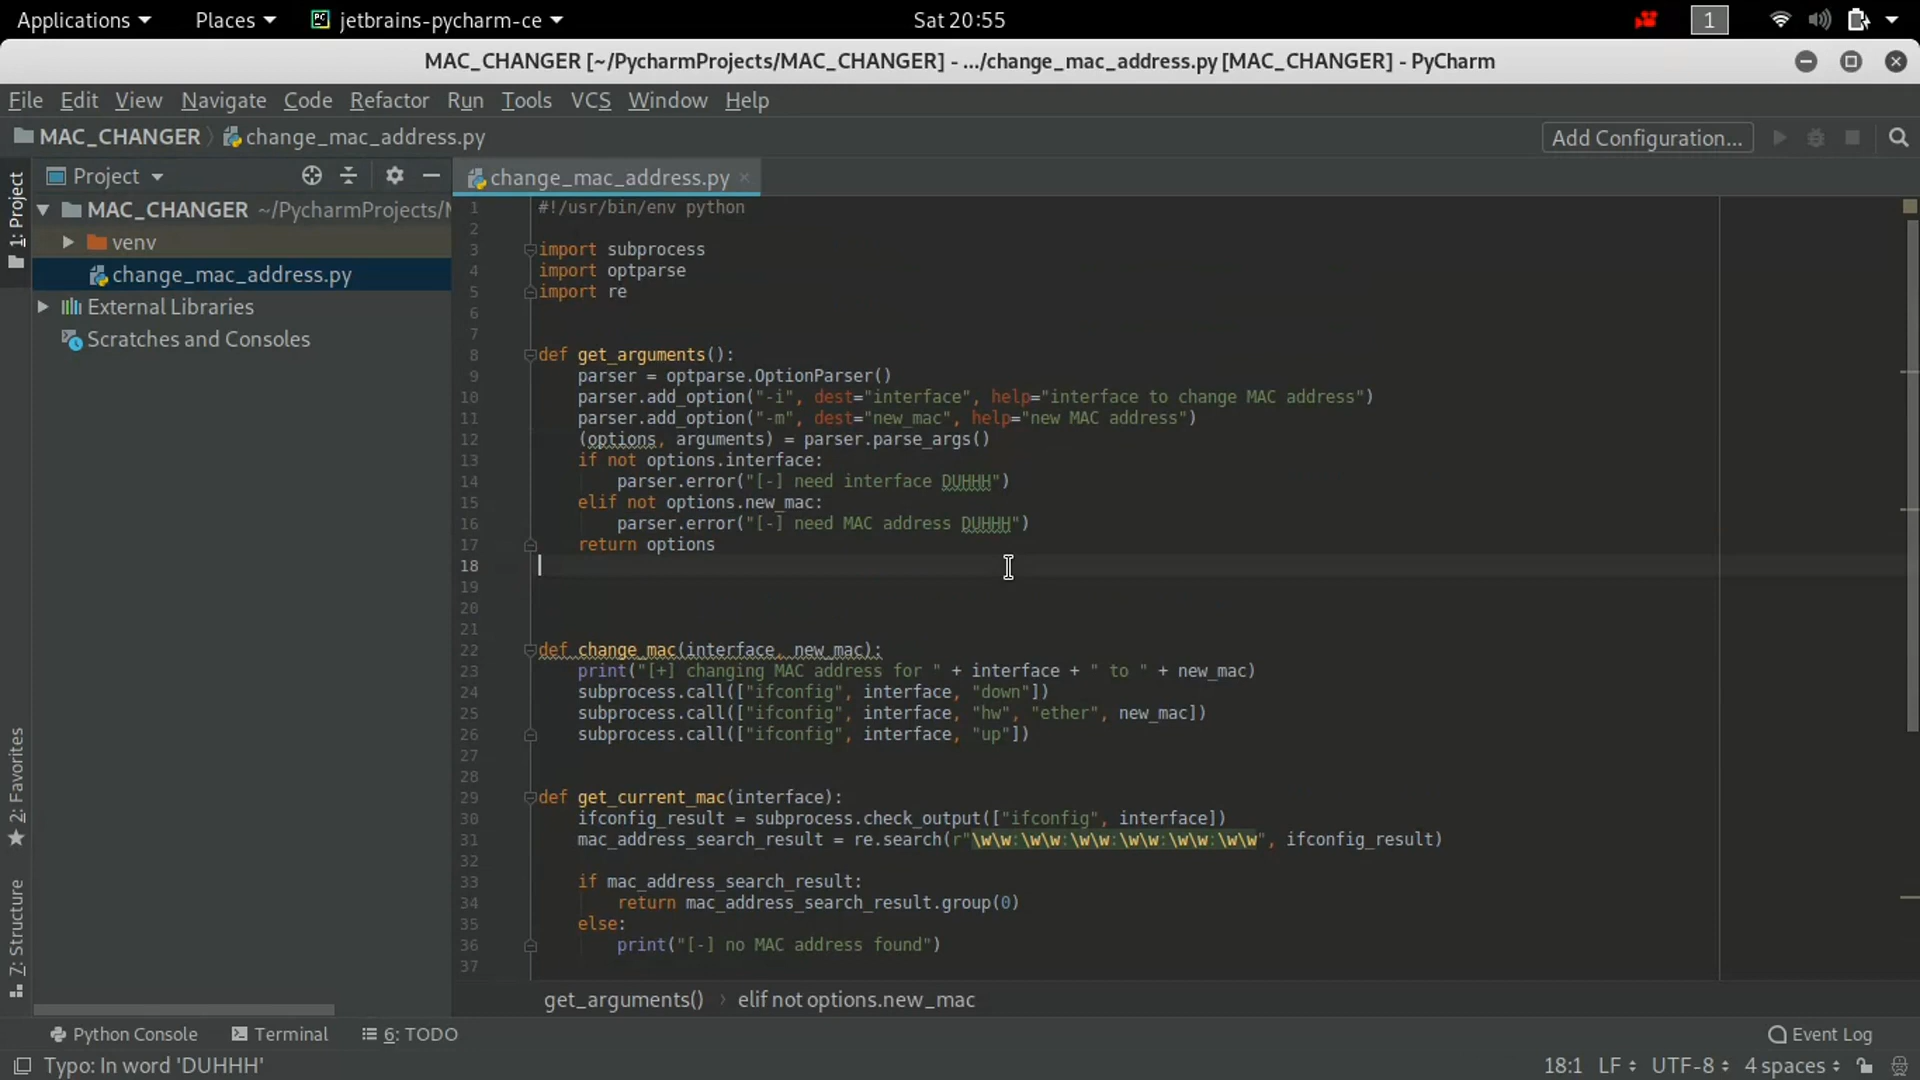 Applications Places jetbrains-pycharm-ce Sat 20:55 1
MAC_CHANGER [~/PycharmProjects/MAC_CHANGER] - .../change_mac_address.py [MAC_CHANGER] - PyCharm
File Edit View Navigate Code Refactor Run Tools VCS Window Help
MAC_CHANGER change_mac_address.py Add Configuration...
1: Project
2: Favorites
7: Structure
Project
MAC_CHANGER ~/PycharmProjects/
venv
change_mac_address.py
External Libraries
Scratches and Consoles
change_mac_address.py
1 #!/usr/bin/env python
2
3 import subprocess
4 import optparse
5 import re
6
7
8 def get_arguments():
9     parser = optparse.OptionParser()
10     parser.add_option("-i", dest="interface", help="interface to change MAC address")
11     parser.add_option("-m", dest="new_mac", help="new MAC address")
12     (options, arguments) = parser.parse_args()
13     if not options.interface:
14         parser.error("[-] need interface DUHHH")
15     elif not options.new_mac:
16         parser.error("[-] need MAC address DUHHH")
17     return options
18
19
20
21
22 def change_mac(interface, new_mac):
23     print("[+] changing MAC address for " + interface + " to " + new_mac)
24     subprocess.call(["ifconfig", interface, "down"])
25     subprocess.call(["ifconfig", interface, "hw", "ether", new_mac])
26     subprocess.call(["ifconfig", interface, "up"])
27
28
29 def get_current_mac(interface):
30     ifconfig_result = subprocess.check_output(["ifconfig", interface])
31     mac_address_search_result = re.search(r"\w\w:\w\w:\w\w:\w\w:\w\w:\w\w", ifconfig_result)
32
33     if mac_address_search_result:
34         return mac_address_search_result.group(0)
35     else:
36         print("[-] no MAC address found")
37
get_arguments() elif not options.new_mac
Python Console Terminal 6: TODO Event Log
Typo: In word 'DUHHH' 18:1 LF UTF-8 4 spaces